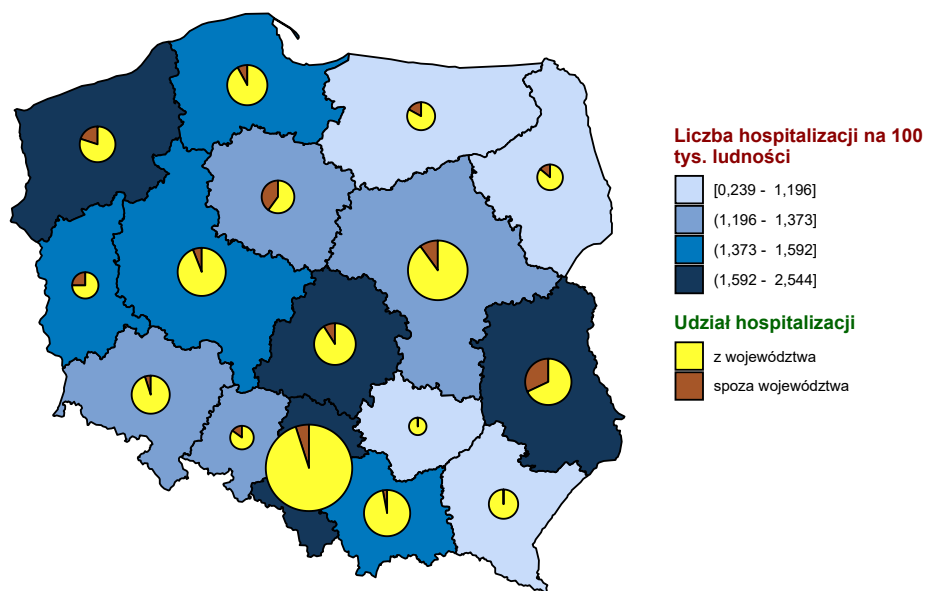 Liczba hospitalizacji na 100
tys. ludności
[0,239 - 1,196]
(1,196 - 1,373]
(1,373 - 1,592]
(1,592 - 2,544]
Udział hospitalizacji
z województwa
spoza województwa